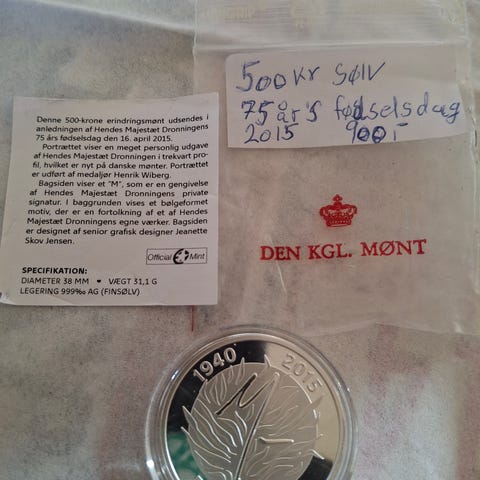 Denne 500-krone erindringsmønt udsendes i
anledningen af Hendes Majestæt Dronningens
75 års fødselsdag den 16. april 2015.
Portrættet viser en meget personlig udgave
af Hendes Majestæt Dronningen i trekvart pro-
fil, hvilket er nyt på danske mønter. Portrættet
er udført af medaljør Henrik Wiberg.
Bagsiden viser et "M", som er en gengivelse
af Hendes Majestæt Dronningens private
signatur. I baggrunden vises et bølgeformet
motiv, der er en fortolkning af et af Hendes
Majestæt Dronningens egne værker. Bagsiden
er designet af senior grafisk designer Jeanette
Skov Jensen.
Official Mint
SPECIFIKATION:
DIAMETER 38 MM • VÆGT 31,1 G
LEGERING 999‰ AG (FINSØLV)
500kr sølv
75 år's fødselsdag
2015 900,-
DEN KGL. MØNT
1940 2015
M